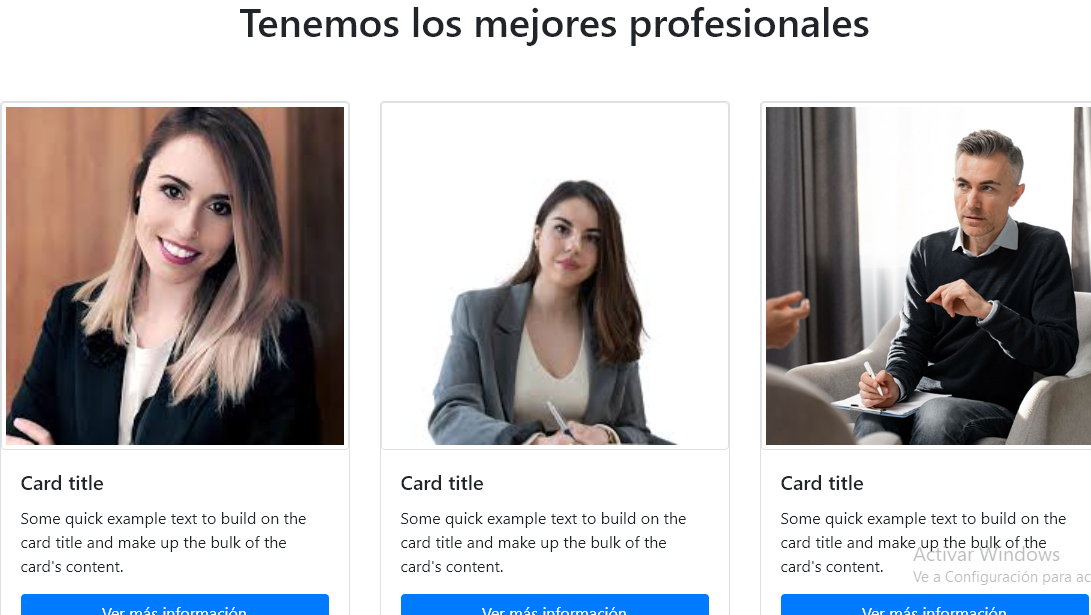 Tenemos los mejores profesionales
Card title
Some quick example text to build on the
card title and make up the bulk of the
card's content.
Ver más información
Card title
Some quick example text to build on the
card title and make up the bulk of the
card's content.
Ver más información
Card title
Some quick example text to build on the
card title and make up the bulk of the
card's content.
Ver más información
Activar Windows
Ve a Configuración para ac